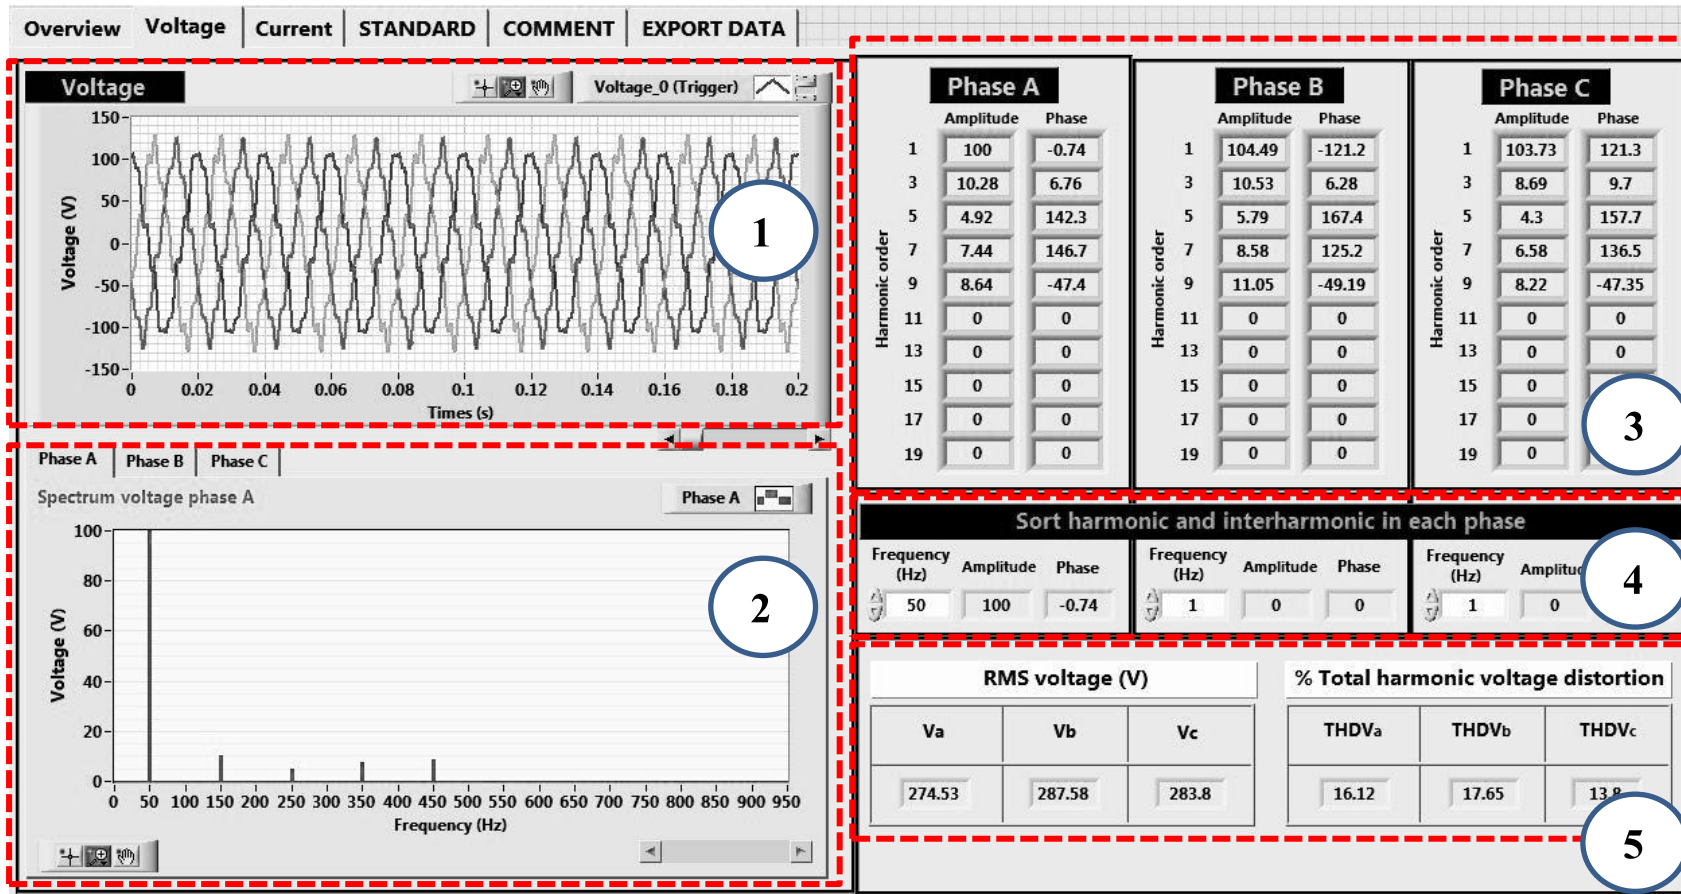 Overview Voltage Current STANDARD COMMENT EXPORT DATA
Voltage
Voltage_0 (Trigger)
Voltage (V)
150
100
50
0
-50
-100
-150
0 0.02 0.04 0.06 0.08 0.1 0.12 0.14 0.16 0.18 0.2
Times (s)
1
Phase A Phase B Phase C
Spectrum voltage phase A
Phase A
Voltage (V)
100
80
60
40
20
0
0 50 100 150 200 250 300 350 400 450 500 550 600 650 700 750 800 850 900 950
Frequency (Hz)
2
Phase A
Amplitude Phase
Harmonic order
1 100 -0.74
3 10.28 6.76
5 4.92 142.3
7 7.44 146.7
9 8.64 -47.4
11 0 0
13 0 0
15 0 0
17 0 0
19 0 0
Phase B
Amplitude Phase
Harmonic order
1 104.49 -121.2
3 10.53 6.28
5 5.79 167.4
7 8.58 125.2
9 11.05 -49.19
11 0 0
13 0 0
15 0 0
17 0 0
19 0 0
Phase C
Amplitude Phase
Harmonic order
1 103.73 121.3
3 8.69 9.7
5 4.3 157.7
7 6.58 136.5
9 8.22 -47.35
11 0 0
13 0 0
15 0
17 0
19 0
3
Sort harmonic and interharmonic in each phase
Frequency (Hz) Amplitude Phase
50 100 -0.74
Frequency (Hz) Amplitude Phase
1 0 0
Frequency (Hz)
1 0
4
RMS voltage (V)
Va Vb Vc
274.53 287.58 283.8
% Total harmonic voltage distortion
THDVa THDVb THDVc
16.12 17.65 13.8
5